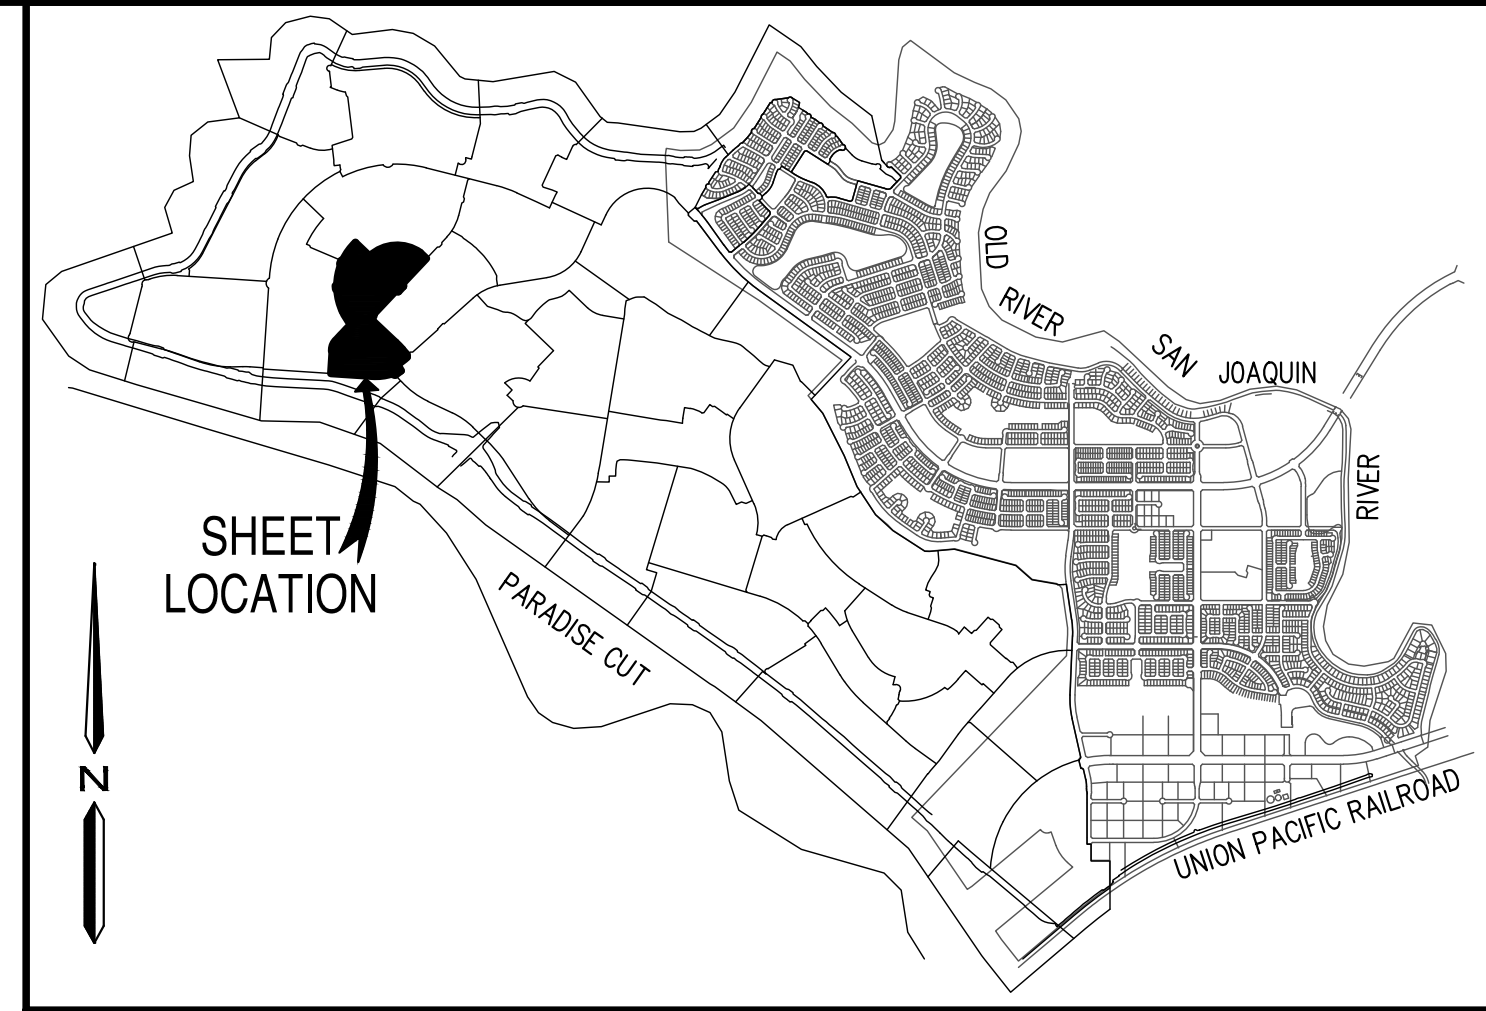 OLD
RIVER
SAN
JOAQUIN
RIVER
SHEET
LOCATION
PARADISE CUT
N
UNION PACIFIC RAILROAD